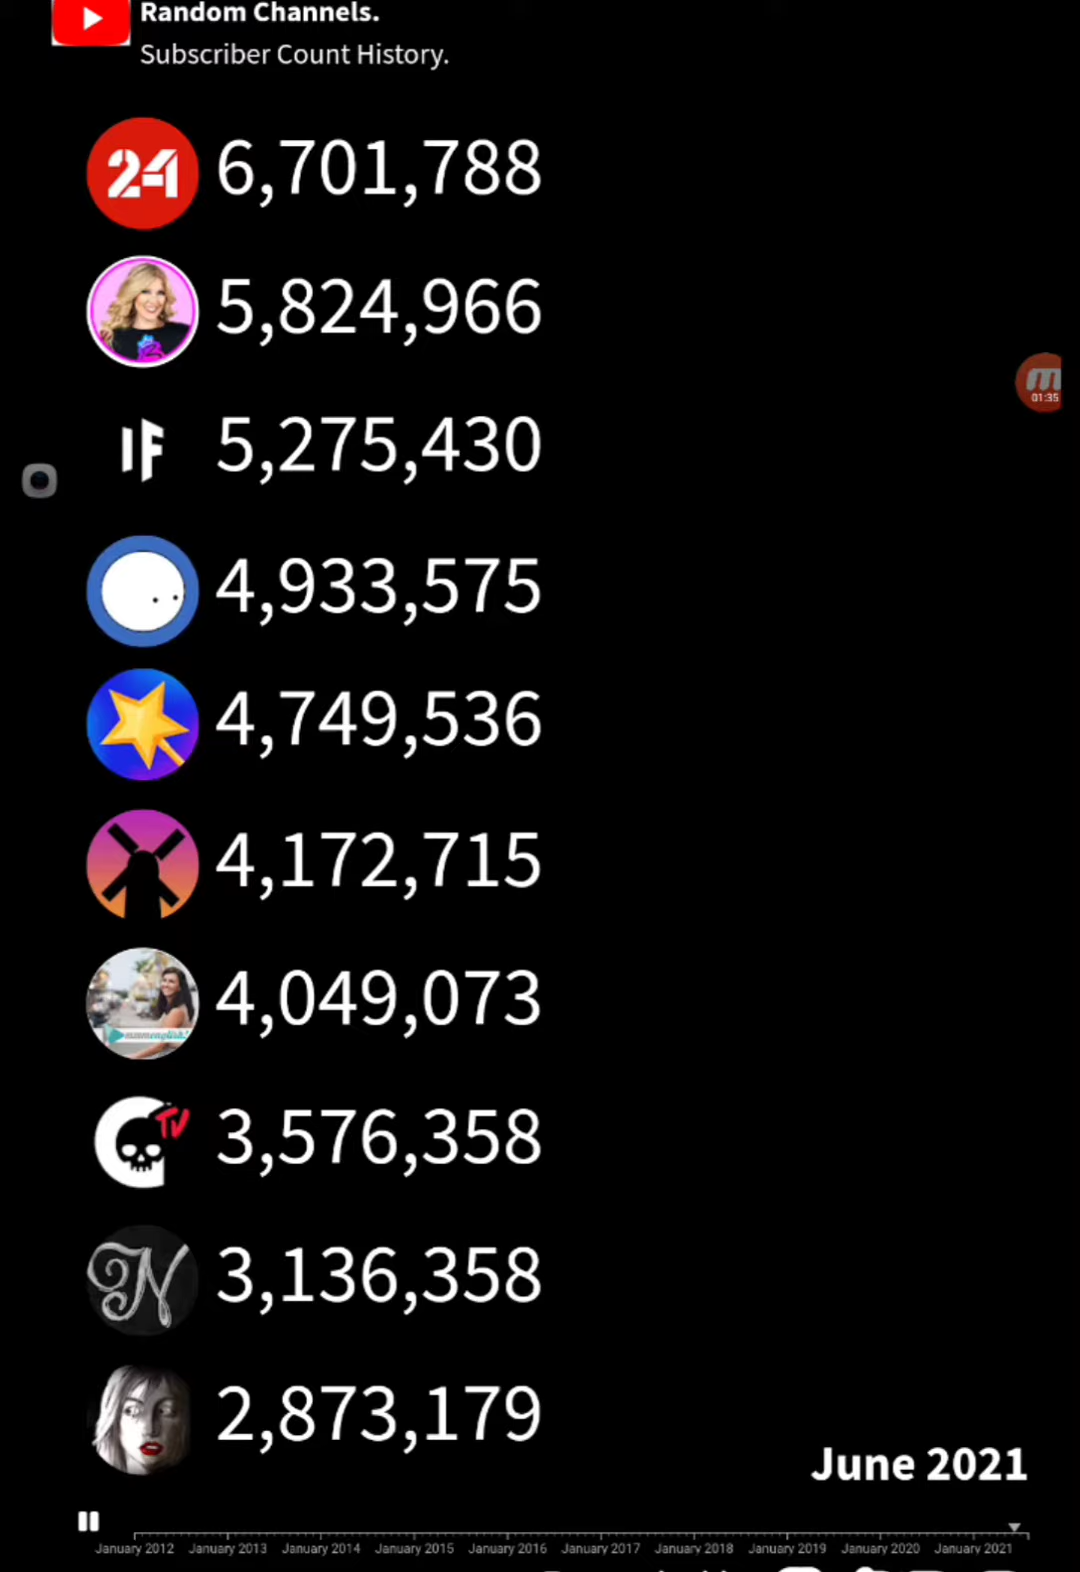 Random Channels.
Subscriber Count History.
24 6,701,788
5,824,966
IF 5,275,430
01:35
4,933,575
4,749,536
4,172,715
4,049,073
TV 3,576,358
N 3,136,358
2,873,179
June 2021
January 2012 January 2013 January 2014 January 2015 January 2016 January 2017 January 2018 January 2019 January 2020 January 2021